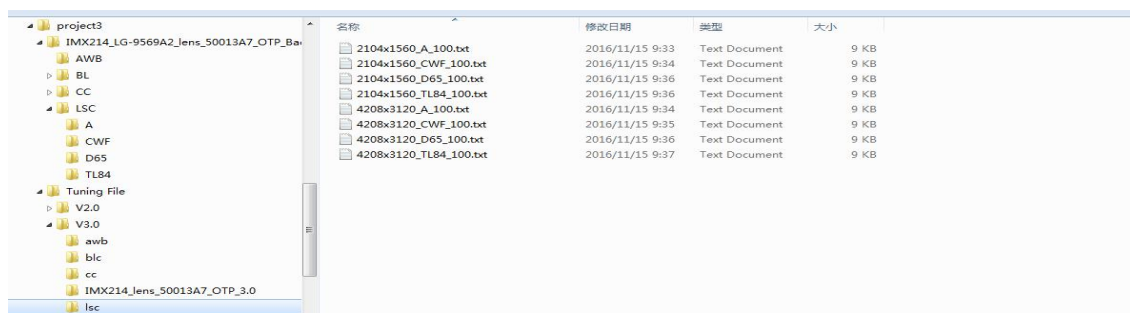 project3
IMX214_LG-9569A2_lens_50013A7_OTP_Ba
AWB
BL
CC
LSC
A
CWF
D65
TL84
Tuning File
V2.0
V3.0
awb
blc
cc
IMX214_lens_50013A7_OTP_3.0
lsc
名称 修改日期 类型 大小
2104x1560_A_100.txt 2016/11/15 9:33 Text Document 9 KB
2104x1560_CWF_100.txt 2016/11/15 9:34 Text Document 9 KB
2104x1560_D65_100.txt 2016/11/15 9:36 Text Document 9 KB
2104x1560_TL84_100.txt 2016/11/15 9:36 Text Document 9 KB
4208x3120_A_100.txt 2016/11/15 9:34 Text Document 9 KB
4208x3120_CWF_100.txt 2016/11/15 9:35 Text Document 9 KB
4208x3120_D65_100.txt 2016/11/15 9:36 Text Document 9 KB
4208x3120_TL84_100.txt 2016/11/15 9:37 Text Document 9 KB